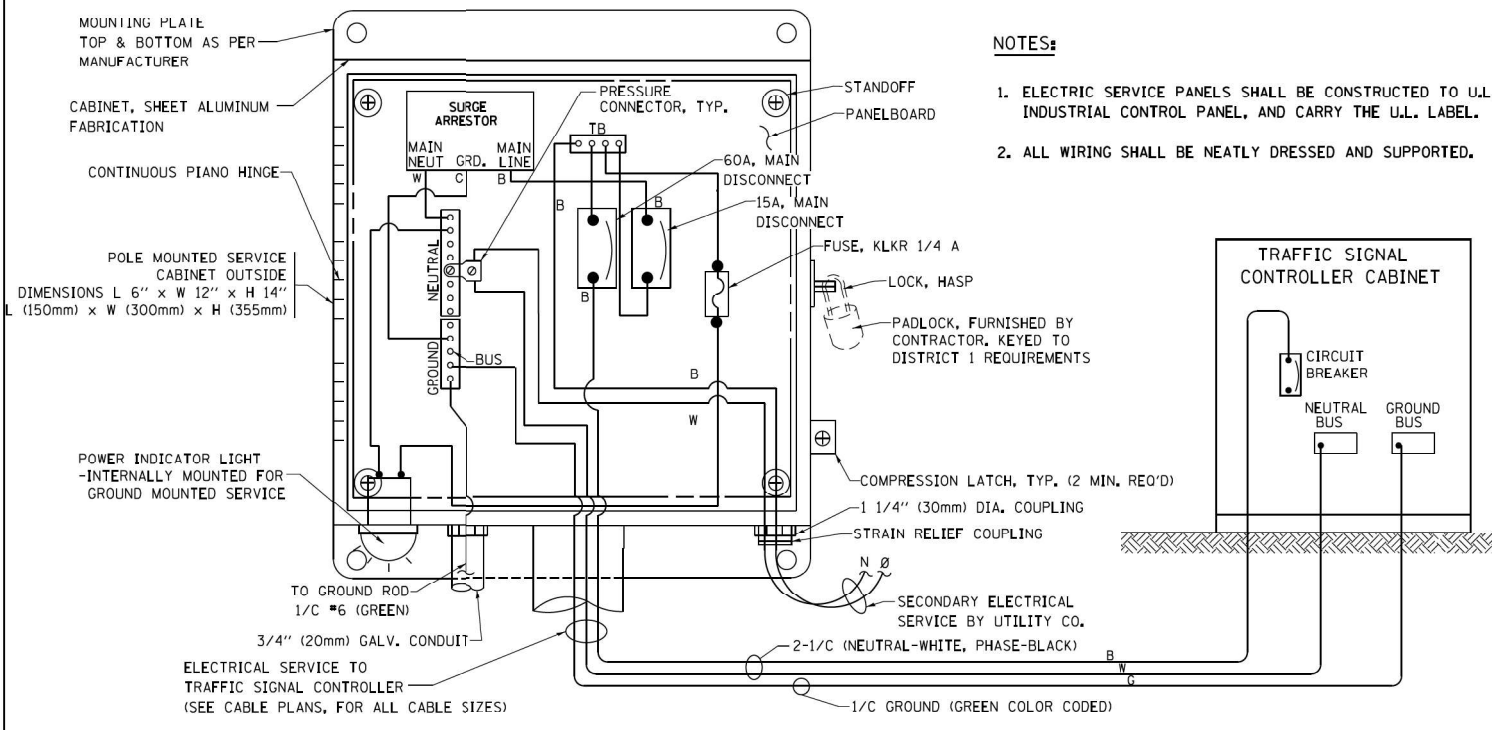 MOUNTING PLATE
TOP & BOTTOM AS PER
MANUFACTURER
CABINET, SHEET ALUMINUM
FABRICATION
CONTINUOUS PIANO HINGE
POLE MOUNTED SERVICE
CABINET OUTSIDE
DIMENSIONS L 6'' x W 12'' x H 14''
L (150mm) x W (300mm) x H (355mm)
POWER INDICATOR LIGHT
-INTERNALLY MOUNTED FOR
GROUND MOUNTED SERVICE
TO GROUND ROD
1/C #6 (GREEN)
3/4'' (20mm) GALV. CONDUIT
ELECTRICAL SERVICE TO
TRAFFIC SIGNAL CONTROLLER
(SEE CABLE PLANS, FOR ALL CABLE SIZES)
SURGE
ARRESTOR
MAIN
NEUT
GRD.
MAIN
LINE
W
C
B
PRESSURE
CONNECTOR, TYP.
TB
NEUTRAL
GROUND
BUS
B
B
B
B
W
STANDOFF
PANELBOARD
60A, MAIN
DISCONNECT
15A, MAIN
DISCONNECT
FUSE, KLKR 1/4 A
LOCK, HASP
PADLOCK, FURNISHED BY
CONTRACTOR. KEYED TO
DISTRICT 1 REQUIREMENTS
COMPRESSION LATCH, TYP. (2 MIN. REQ'D)
1 1/4'' (30mm) DIA. COUPLING
STRAIN RELIEF COUPLING
N Ø
SECONDARY ELECTRICAL
SERVICE BY UTILITY CO.
2-1/C (NEUTRAL-WHITE, PHASE-BLACK)
B
W
G
1/C GROUND (GREEN COLOR CODED)
NOTES:
1. ELECTRIC SERVICE PANELS SHALL BE CONSTRUCTED TO U.L
INDUSTRIAL CONTROL PANEL, AND CARRY THE U.L. LABEL.
2. ALL WIRING SHALL BE NEATLY DRESSED AND SUPPORTED.
TRAFFIC SIGNAL
CONTROLLER CABINET
CIRCUIT
BREAKER
NEUTRAL
BUS
GROUND
BUS